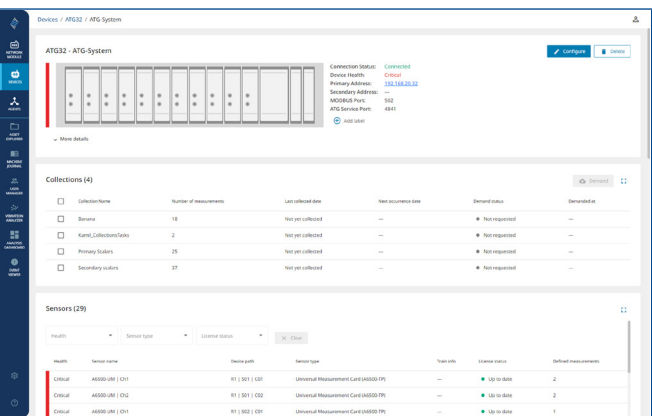 Devices / ATG32 / ATG-System
NETWORK MODULE
DEVICES
AGENTS
ASSET EXPLORER
MACHINE JOURNAL
USER MANAGER
VIBRATION ANALYZER
ANALYSIS DASHBOARD
EVENT VIEWER
ATG32 - ATG-System
Configure
Delete
Connection Status: Connected
Device Health: Critical
Primary Address: 192.168.20.32
Secondary Address: —
MODBUS Port: 502
ATG Service Port: 4841
Add label
More details
Collections (4)
Demand
Collection Name Number of measurements Last collected date Next occurrence date Demand status Demanded at
Banana 18 Not yet collected — Not requested —
Kamil_CollectionsTasks 2 Not yet collected — Not requested —
Primary Scalars 25 Not yet collected — Not requested —
Secondary scalars 37 Not yet collected — Not requested —
Sensors (29)
Health Sensor type License status Clear
Health Sensor name Device path Sensor type Train info License status Defined measurements
Critical A6500-UM | Ch1 R1 | S01 | C01 Universal Measurement Card (A6500-TP) — Up to date 2
Critical A6500-UM | Ch2 R1 | S01 | C02 Universal Measurement Card (A6500-TP) — Up to date 2
Critical A6500-UM | Ch1 R1 | S02 | C01 Universal Measurement Card (A6500-TP) — Up to date 1